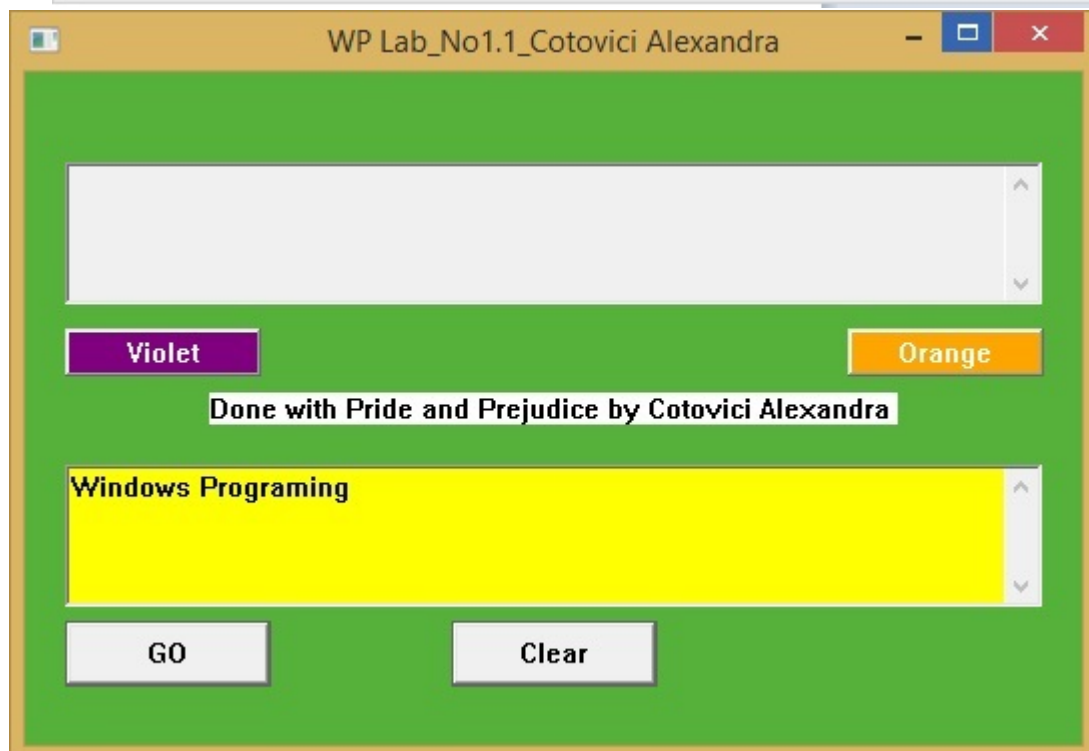 WP Lab_No1.1_Cotovici Alexandra
Violet
Orange
Done with Pride and Prejudice by Cotovici Alexandra
Windows Programing
GO
Clear